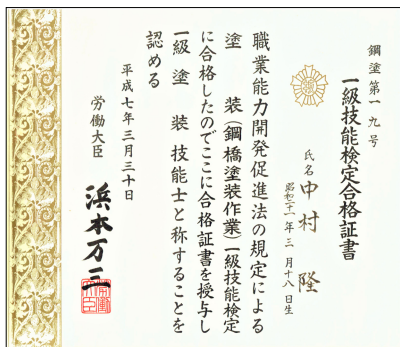 鋼塗第一九号
一級技能検定合格証書
氏名 中村 隆
昭和二十一年三月十八日生
職業能力開発促進法の規定による
塗 装(鋼橋塗装作業)一級技能検定
に合格したのでここに合格証書を授与し
一級 塗 装 技能士と称することを
認める
平成七年三月三十日
労働大臣 浜本万三